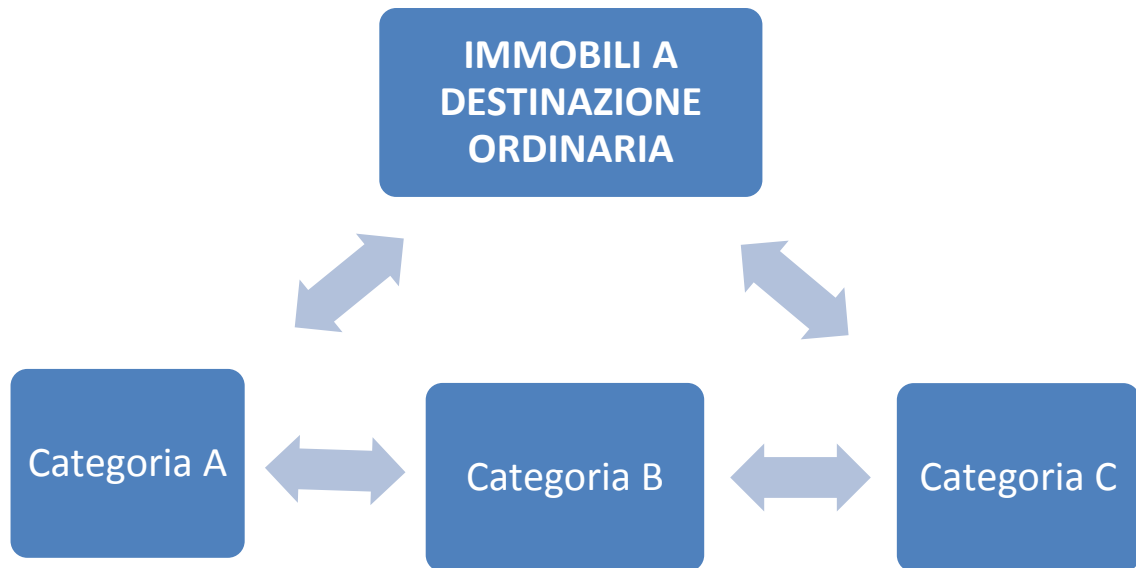 IMMOBILI A
DESTINAZIONE
ORDINARIA
Categoria A
Categoria B
Categoria C